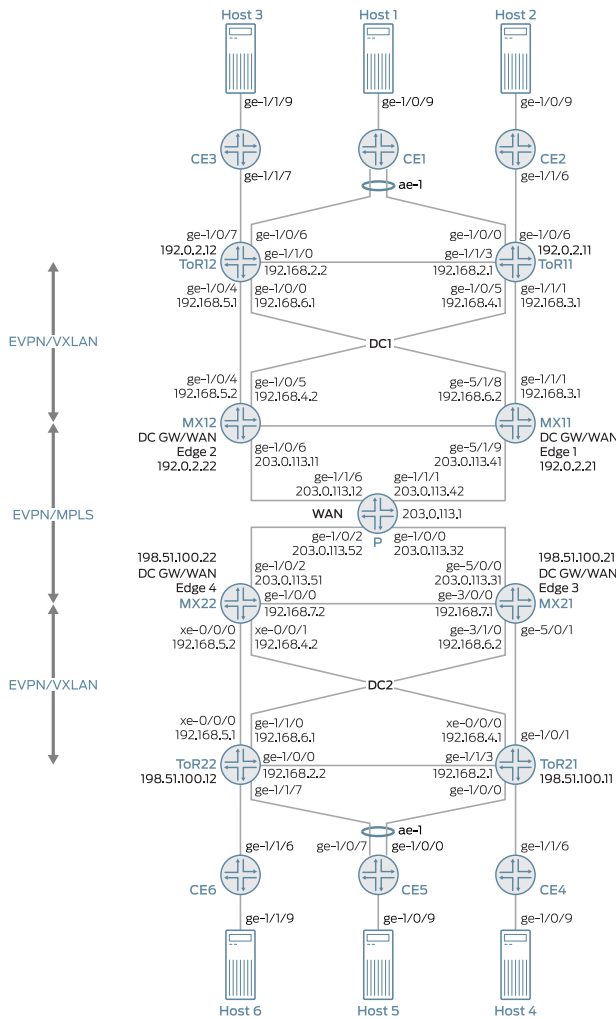 Host 3
Host 1
Host 2
ge-1/1/9
ge-1/0/9
ge-1/0/9
CE3
CE1
CE2
ge-1/1/7
ge-1/1/6
ae-1
ge-1/0/7
ge-1/0/6
ge-1/0/0
ge-1/0/6
192.0.2.12
ge-1/1/0
ge-1/1/3
192.0.2.11
ToR12
192.168.2.2
192.168.2.1
ToR11
ge-1/0/4
ge-1/0/0
ge-1/0/5
ge-1/1/1
192.168.5.1
192.168.6.1
192.168.4.1
192.168.3.1
EVPN/VXLAN
DC1
ge-1/0/4
ge-1/0/5
ge-5/1/8
ge-1/1/1
192.168.5.2
192.168.4.2
192.168.6.2
192.168.3.1
MX12
MX11
DC GW/WAN
Edge 2
192.0.2.22
DC GW/WAN
Edge 1
192.0.2.21
ge-1/0/6
203.0.113.11
ge-5/1/9
203.0.113.41
ge-1/1/6
203.0.113.12
ge-1/1/1
203.0.113.42
EVPN/MPLS
WAN
203.0.113.1
P
ge-1/0/2
203.0.113.52
ge-1/0/0
203.0.113.32
198.51.100.22
DC GW/WAN
Edge 4
MX22
ge-1/0/2
203.0.113.51
ge-1/0/0
192.168.7.2
ge-5/0/0
203.0.113.31
ge-3/0/0
192.168.7.1
198.51.100.21
DC GW/WAN
Edge 3
MX21
xe-0/0/0
192.168.5.2
xe-0/0/1
192.168.4.2
ge-3/1/0
192.168.6.2
ge-5/0/1
EVPN/VXLAN
DC2
xe-0/0/0
192.168.5.1
ge-1/1/0
192.168.6.1
xe-0/0/0
192.168.4.1
ge-1/0/1
ToR22
198.51.100.12
ge-1/0/0
192.168.2.2
ge-1/1/3
192.168.2.1
ToR21
198.51.100.11
ge-1/1/7
ge-1/0/0
ae-1
ge-1/0/7
ge-1/0/0
ge-1/1/6
ge-1/1/6
CE6
CE5
CE4
ge-1/1/9
ge-1/0/9
ge-1/0/9
Host 6
Host 5
Host 4